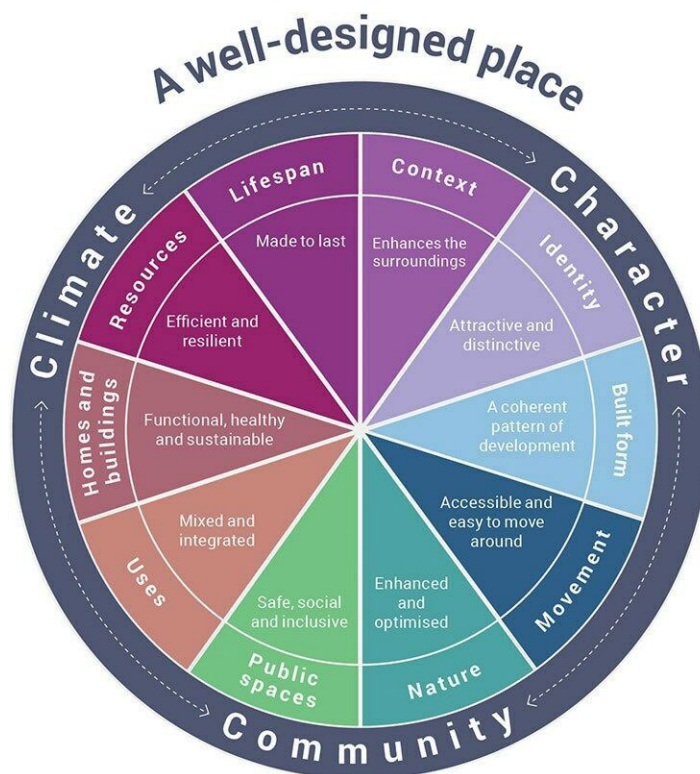 A well-designed place
Climate
Character
Community
Context
Enhances the
surroundings
Identity
Attractive and
distinctive
Built form
A coherent
pattern of
development
Movement
Accessible and
easy to move
around
Nature
Enhanced
and
optimised
Public
spaces
Safe, social
and inclusive
Uses
Mixed and
integrated
Homes and
buildings
Functional, healthy
and sustainable
Resources
Efficient and
resilient
Lifespan
Made to last